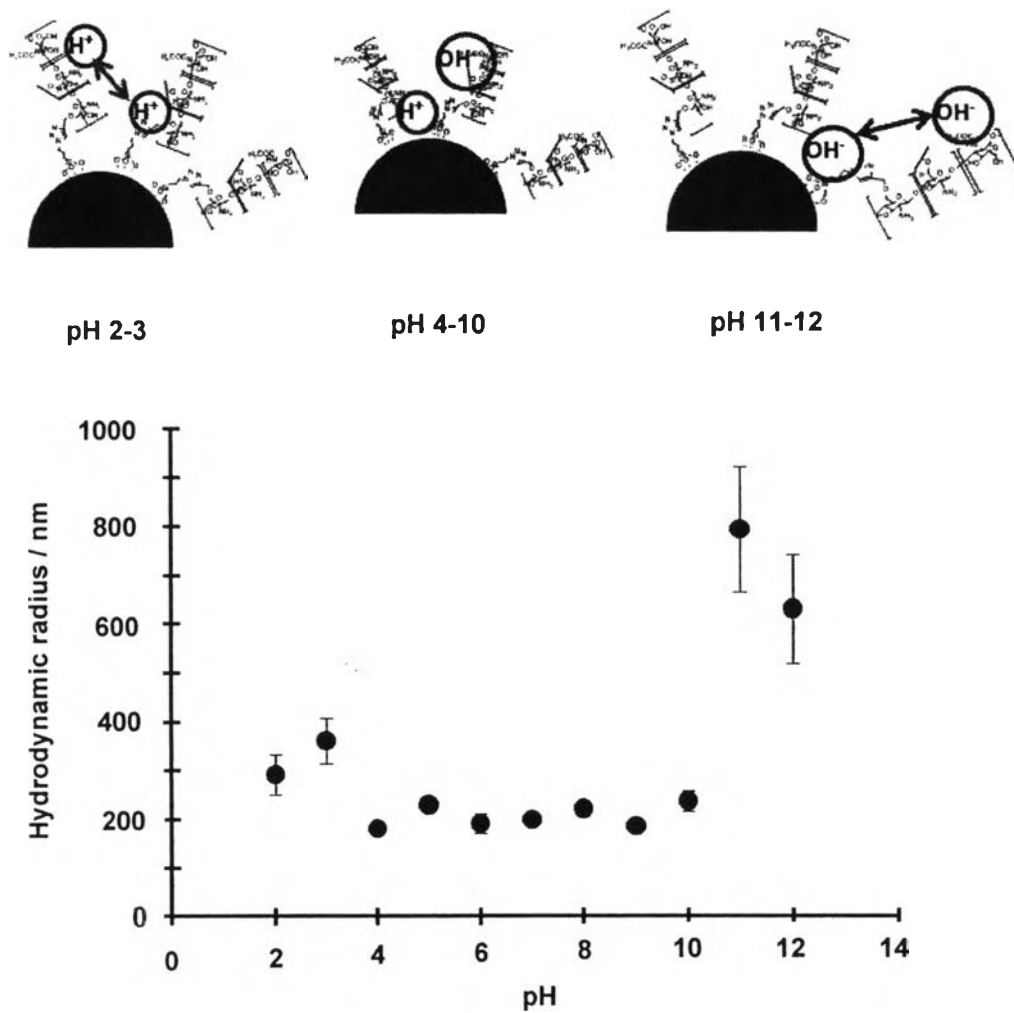 H⁺
H⁺
OH⁻
H⁺
OH⁻
OH⁻
pH 2-3
pH 4-10
pH 11-12
Hydrodynamic radius / nm
1000
800
600
400
200
0
0 2 4 6 8 10 12 14
pH